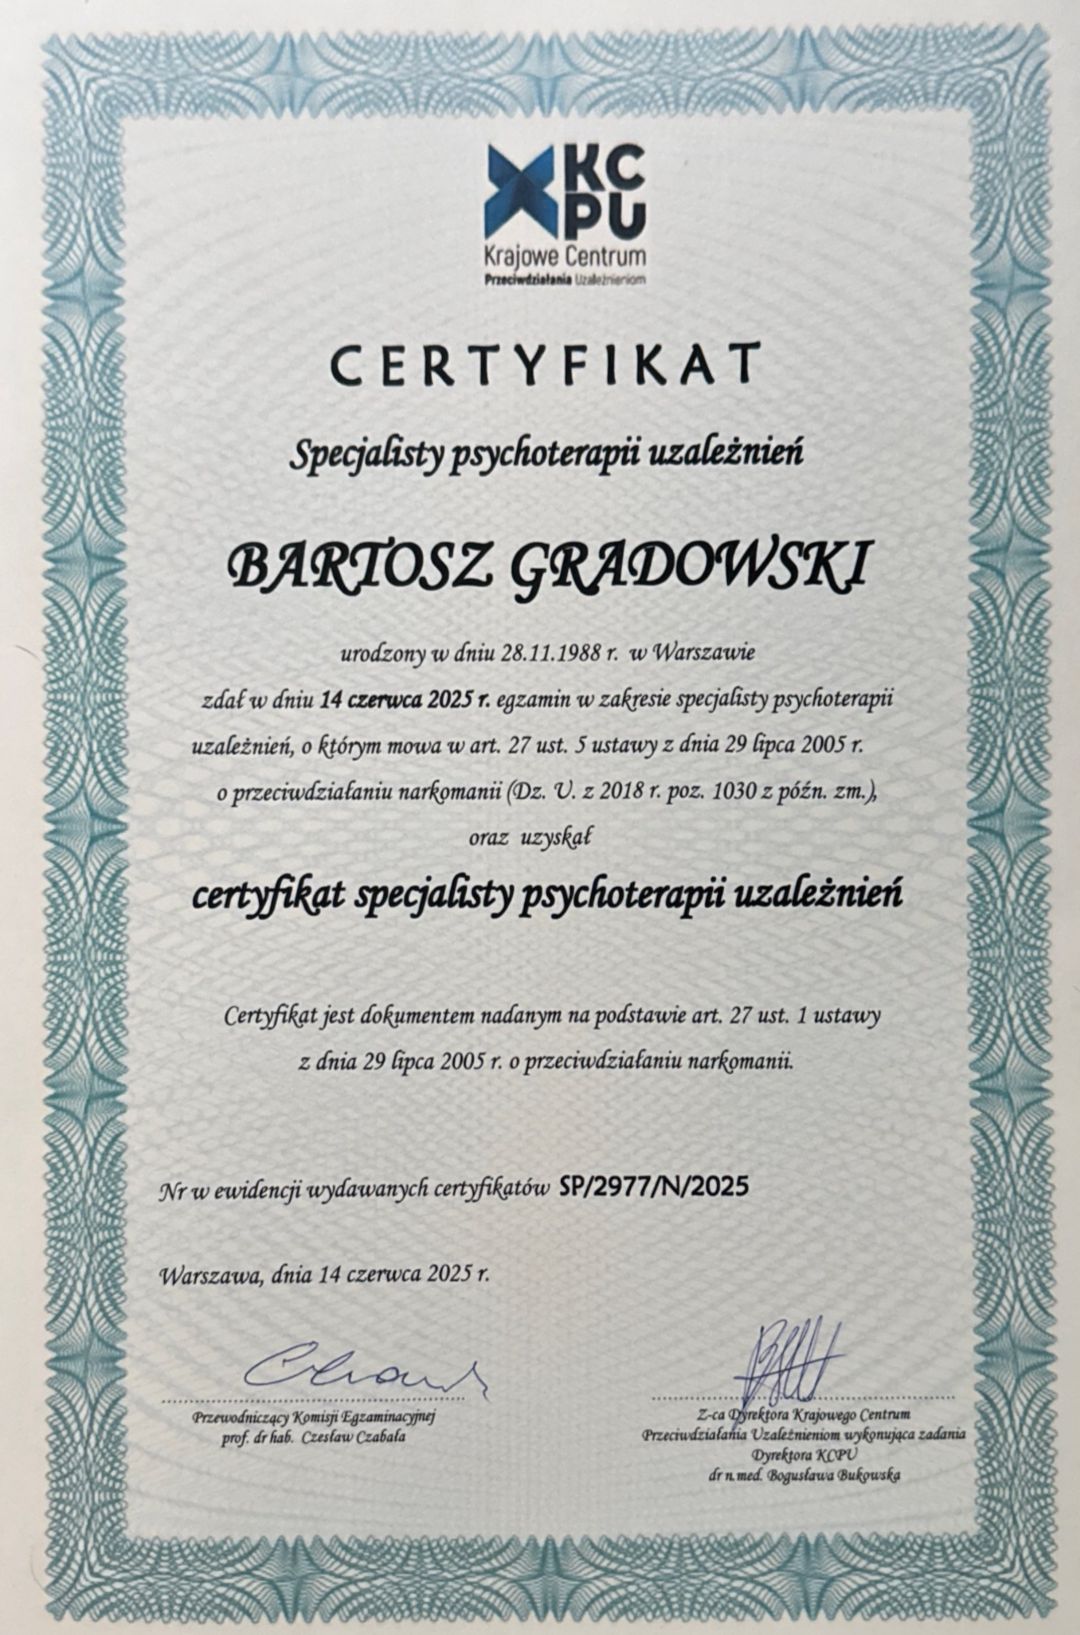 KC
PU
Krajowe Centrum
Przeciwdziałania Uzależnieniom
CERTYFIKAT
Specjalisty psychoterapii uzależnień
BARTOSZ GRADOWSKI
urodzony w dniu 28.11.1988 r. w Warszawie
zdał w dniu 14 czerwca 2025 r. egzamin w zakresie specjalisty psychoterapii
uzależnień, o którym mowa w art. 27 ust. 5 ustawy z dnia 29 lipca 2005 r.
o przeciwdziałaniu narkomanii (Dz. U. z 2018 r. poz. 1030 z późn. zm.),
oraz uzyskał
certyfikat specjalisty psychoterapii uzależnień
Certyfikat jest dokumentem nadanym na podstawie art. 27 ust. 1 ustawy
z dnia 29 lipca 2005 r. o przeciwdziałaniu narkomanii.
Nr w ewidencji wydawanych certyfikatów SP/2977/N/2025
Warszawa, dnia 14 czerwca 2025 r.
Przewodniczący Komisji Egzaminacyjnej
prof. dr hab. Czesław Czabała
Z-ca Dyrektora Krajowego Centrum
Przeciwdziałania Uzależnieniom wykonująca zadania
Dyrektora KCPU
dr n.med. Bogusława Bukowska